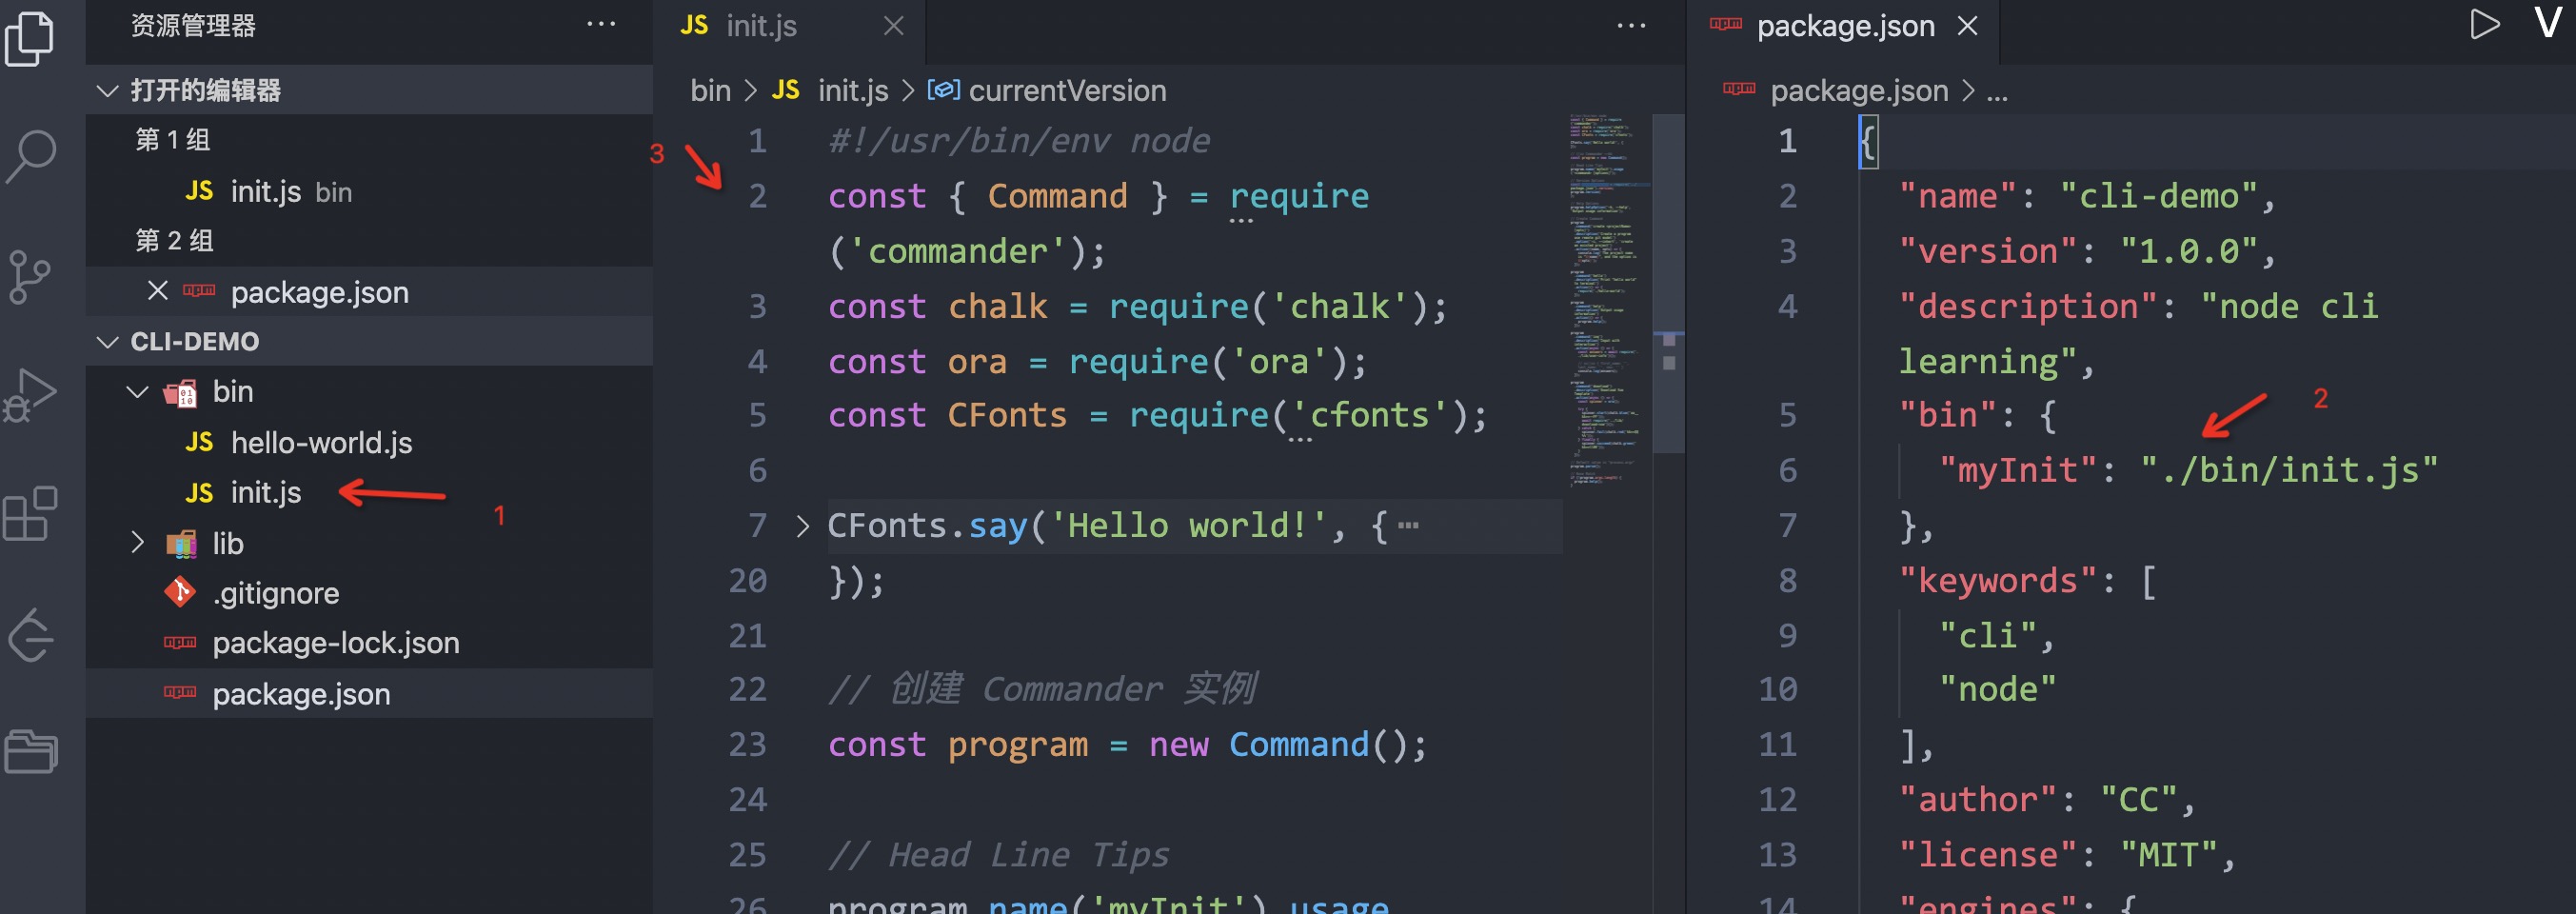 资源管理器
打开的编辑器
第 1 组
JS init.js bin
第 2 组
package.json
CLI-DEMO
bin
JS hello-world.js
JS init.js
1
lib
.gitignore
package-lock.json
package.json
JS init.js
bin > JS init.js > currentVersion
3
1 #!/usr/bin/env node
2 const { Command } = require
('commander');
3 const chalk = require('chalk');
4 const ora = require('ora');
5 const CFonts = require('cfonts');
6
7 CFonts.say('Hello world!', {
20 });
21
22 // 创建 Commander 实例
23 const program = new Command();
24
25 // Head Line Tips
26 program.name('myInit').usage
package.json
package.json > ...
1 {
2 "name": "cli-demo",
3 "version": "1.0.0",
4 "description": "node cli
learning",
5 "bin": {
2
6 "myInit": "./bin/init.js"
7 },
8 "keywords": [
9 "cli",
10 "node"
11 ],
12 "author": "CC",
13 "license": "MIT",
14 "engines": {